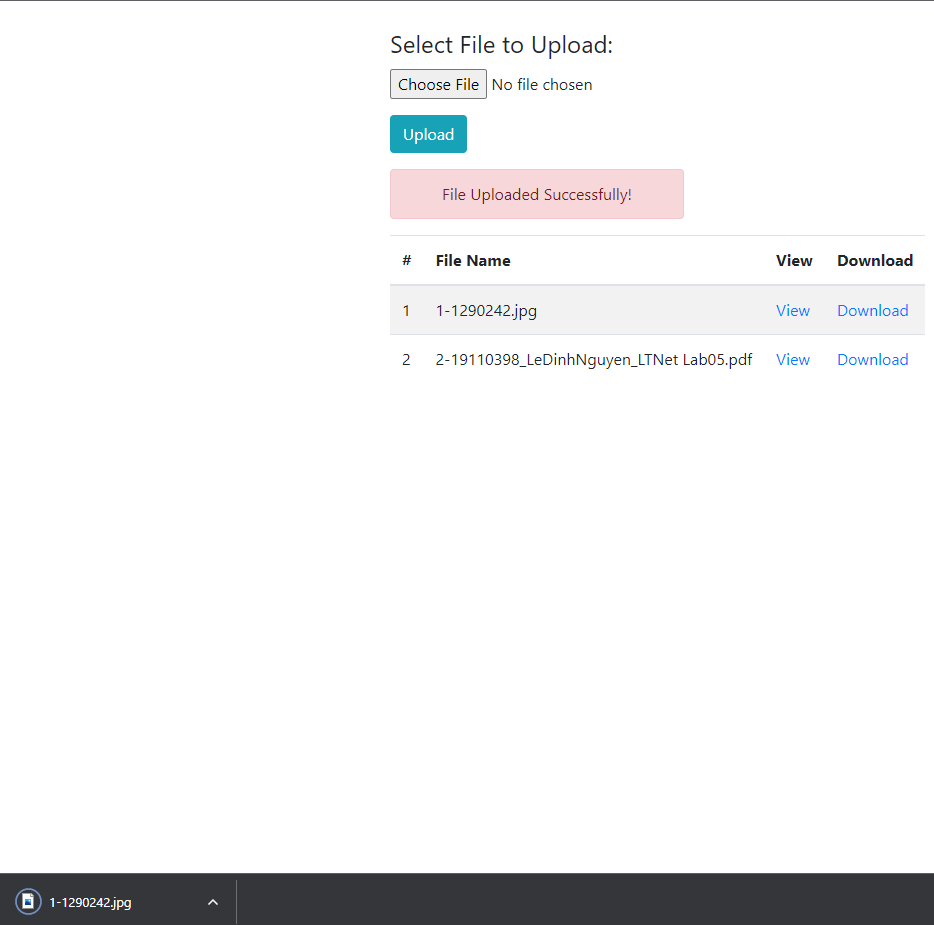 Select File to Upload:
Choose File No file chosen
Upload
File Uploaded Successfully!
# File Name View Download
1 1-1290242.jpg View Download
2 2-19110398_LeDinhNguyen_LTNet Lab05.pdf View Download
1-1290242.jpg